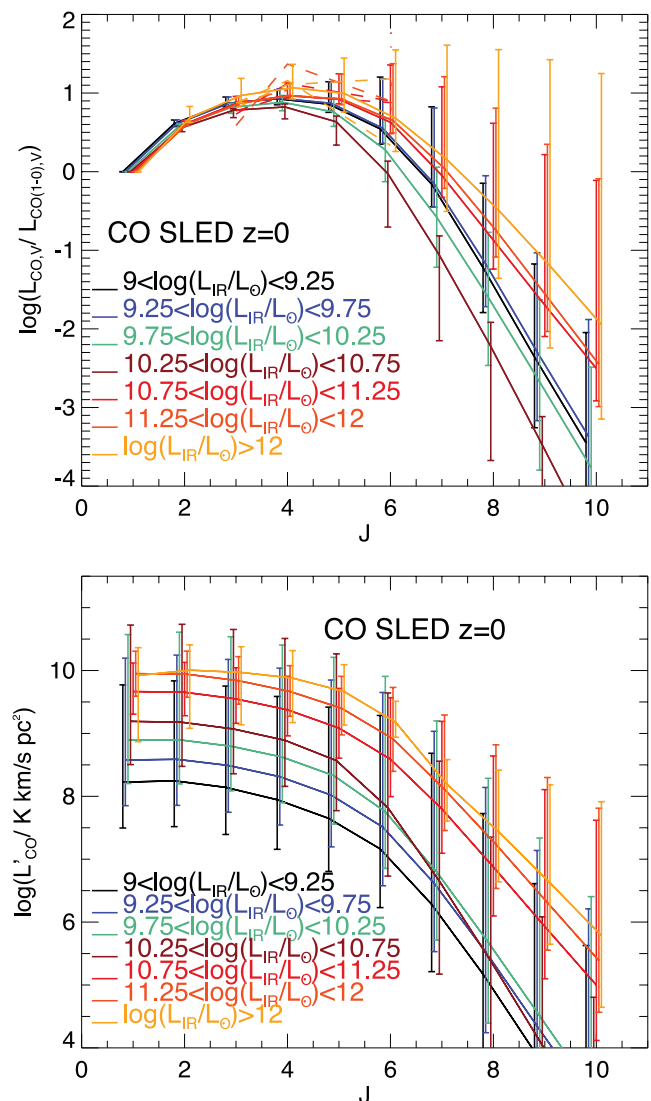 2
1
0
-1
-2
-3
-4
log(L_CO,V/ L_CO(1-0),V)
CO SLED z=0
9<log(L_IR/L_⊙)<9.25
9.25<log(L_IR/L_⊙)<9.75
9.75<log(L_IR/L_⊙)<10.25
10.25<log(L_IR/L_⊙)<10.75
10.75<log(L_IR/L_⊙)<11.25
11.25<log(L_IR/L_⊙)<12
log(L_IR/L_⊙)>12
0 2 4 6 8 10
J
10
8
6
4
log(L'_CO/ K km/s pc²)
CO SLED z=0
9<log(L_IR/L_⊙)<9.25
9.25<log(L_IR/L_⊙)<9.75
9.75<log(L_IR/L_⊙)<10.25
10.25<log(L_IR/L_⊙)<10.75
10.75<log(L_IR/L_⊙)<11.25
11.25<log(L_IR/L_⊙)<12
log(L_IR/L_⊙)>12
0 2 4 6 8 10
J